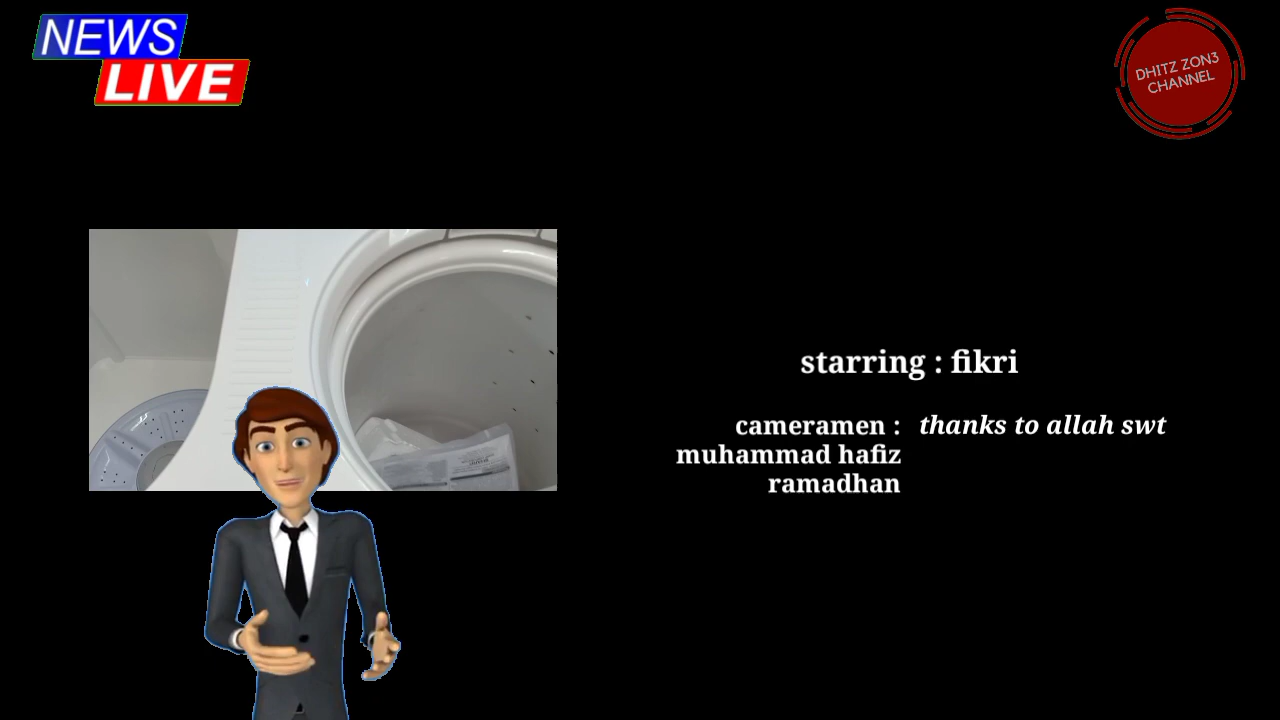 NEWS
LIVE
DHITZ ZON3
CHANNEL
starring : fikri
cameramen :
muhammad hafiz
ramadhan
thanks to allah swt